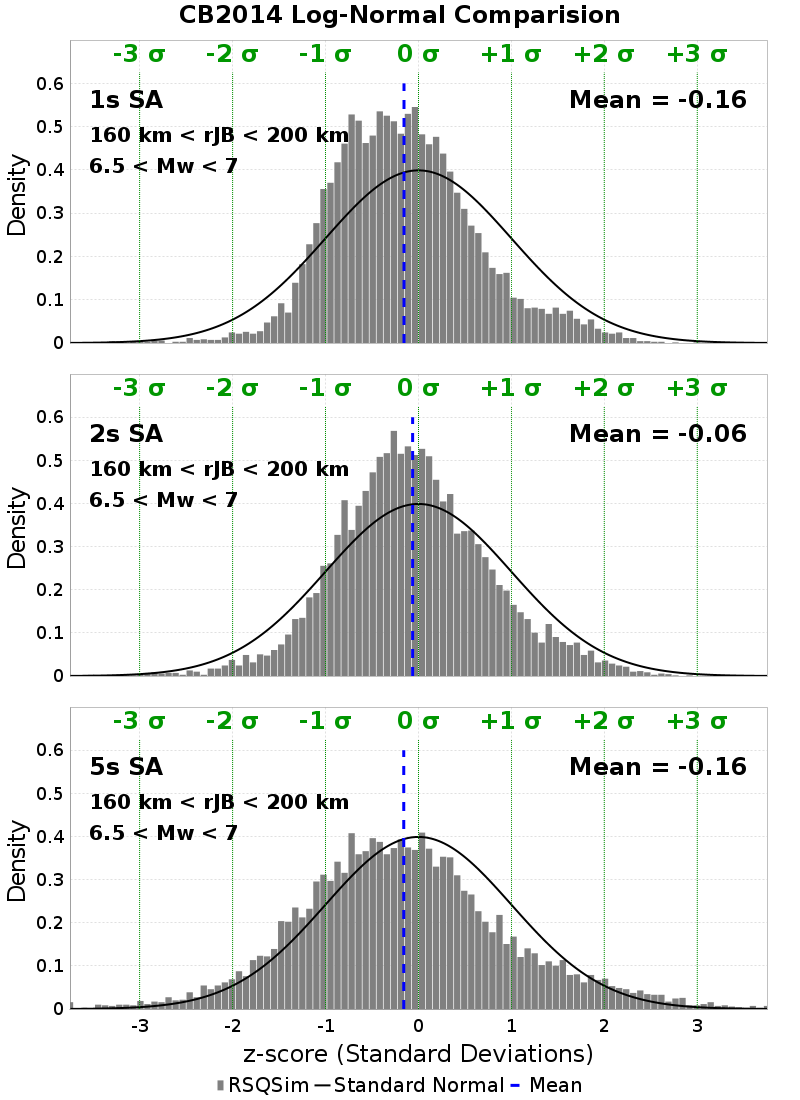 CB2014 Log-Normal Comparision
-3 σ -2 σ -1 σ 0 σ +1 σ +2 σ +3 σ
0.6
1s SA Mean = -0.16
0.5
160 km < rJB < 200 km
6.5 < Mw < 7
0.4
0.3
0.2
0.1
0
Density
-3 σ -2 σ -1 σ 0 σ +1 σ +2 σ +3 σ
0.6
2s SA Mean = -0.06
0.5
160 km < rJB < 200 km
6.5 < Mw < 7
0.4
0.3
0.2
0.1
0
Density
-3 σ -2 σ -1 σ 0 σ +1 σ +2 σ +3 σ
0.6
5s SA Mean = -0.16
0.5
160 km < rJB < 200 km
6.5 < Mw < 7
0.4
0.3
0.2
0.1
0
Density
-3 -2 -1 0 1 2 3
z-score (Standard Deviations)
RSQSim Standard Normal Mean